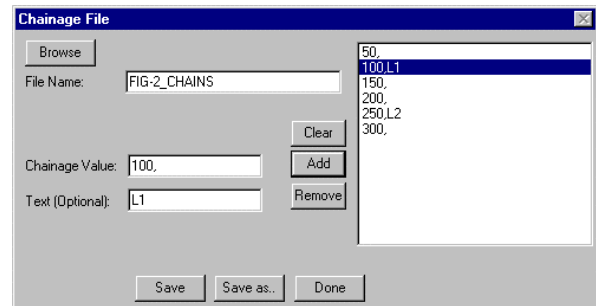 Chainage File
Browse
File Name: FIG-2_CHAINS
Clear
Chainage Value: 100, Add
Text (Optional): L1 Remove
50,
100,L1
150,
200,
250,L2
300,
Save Save as.. Done